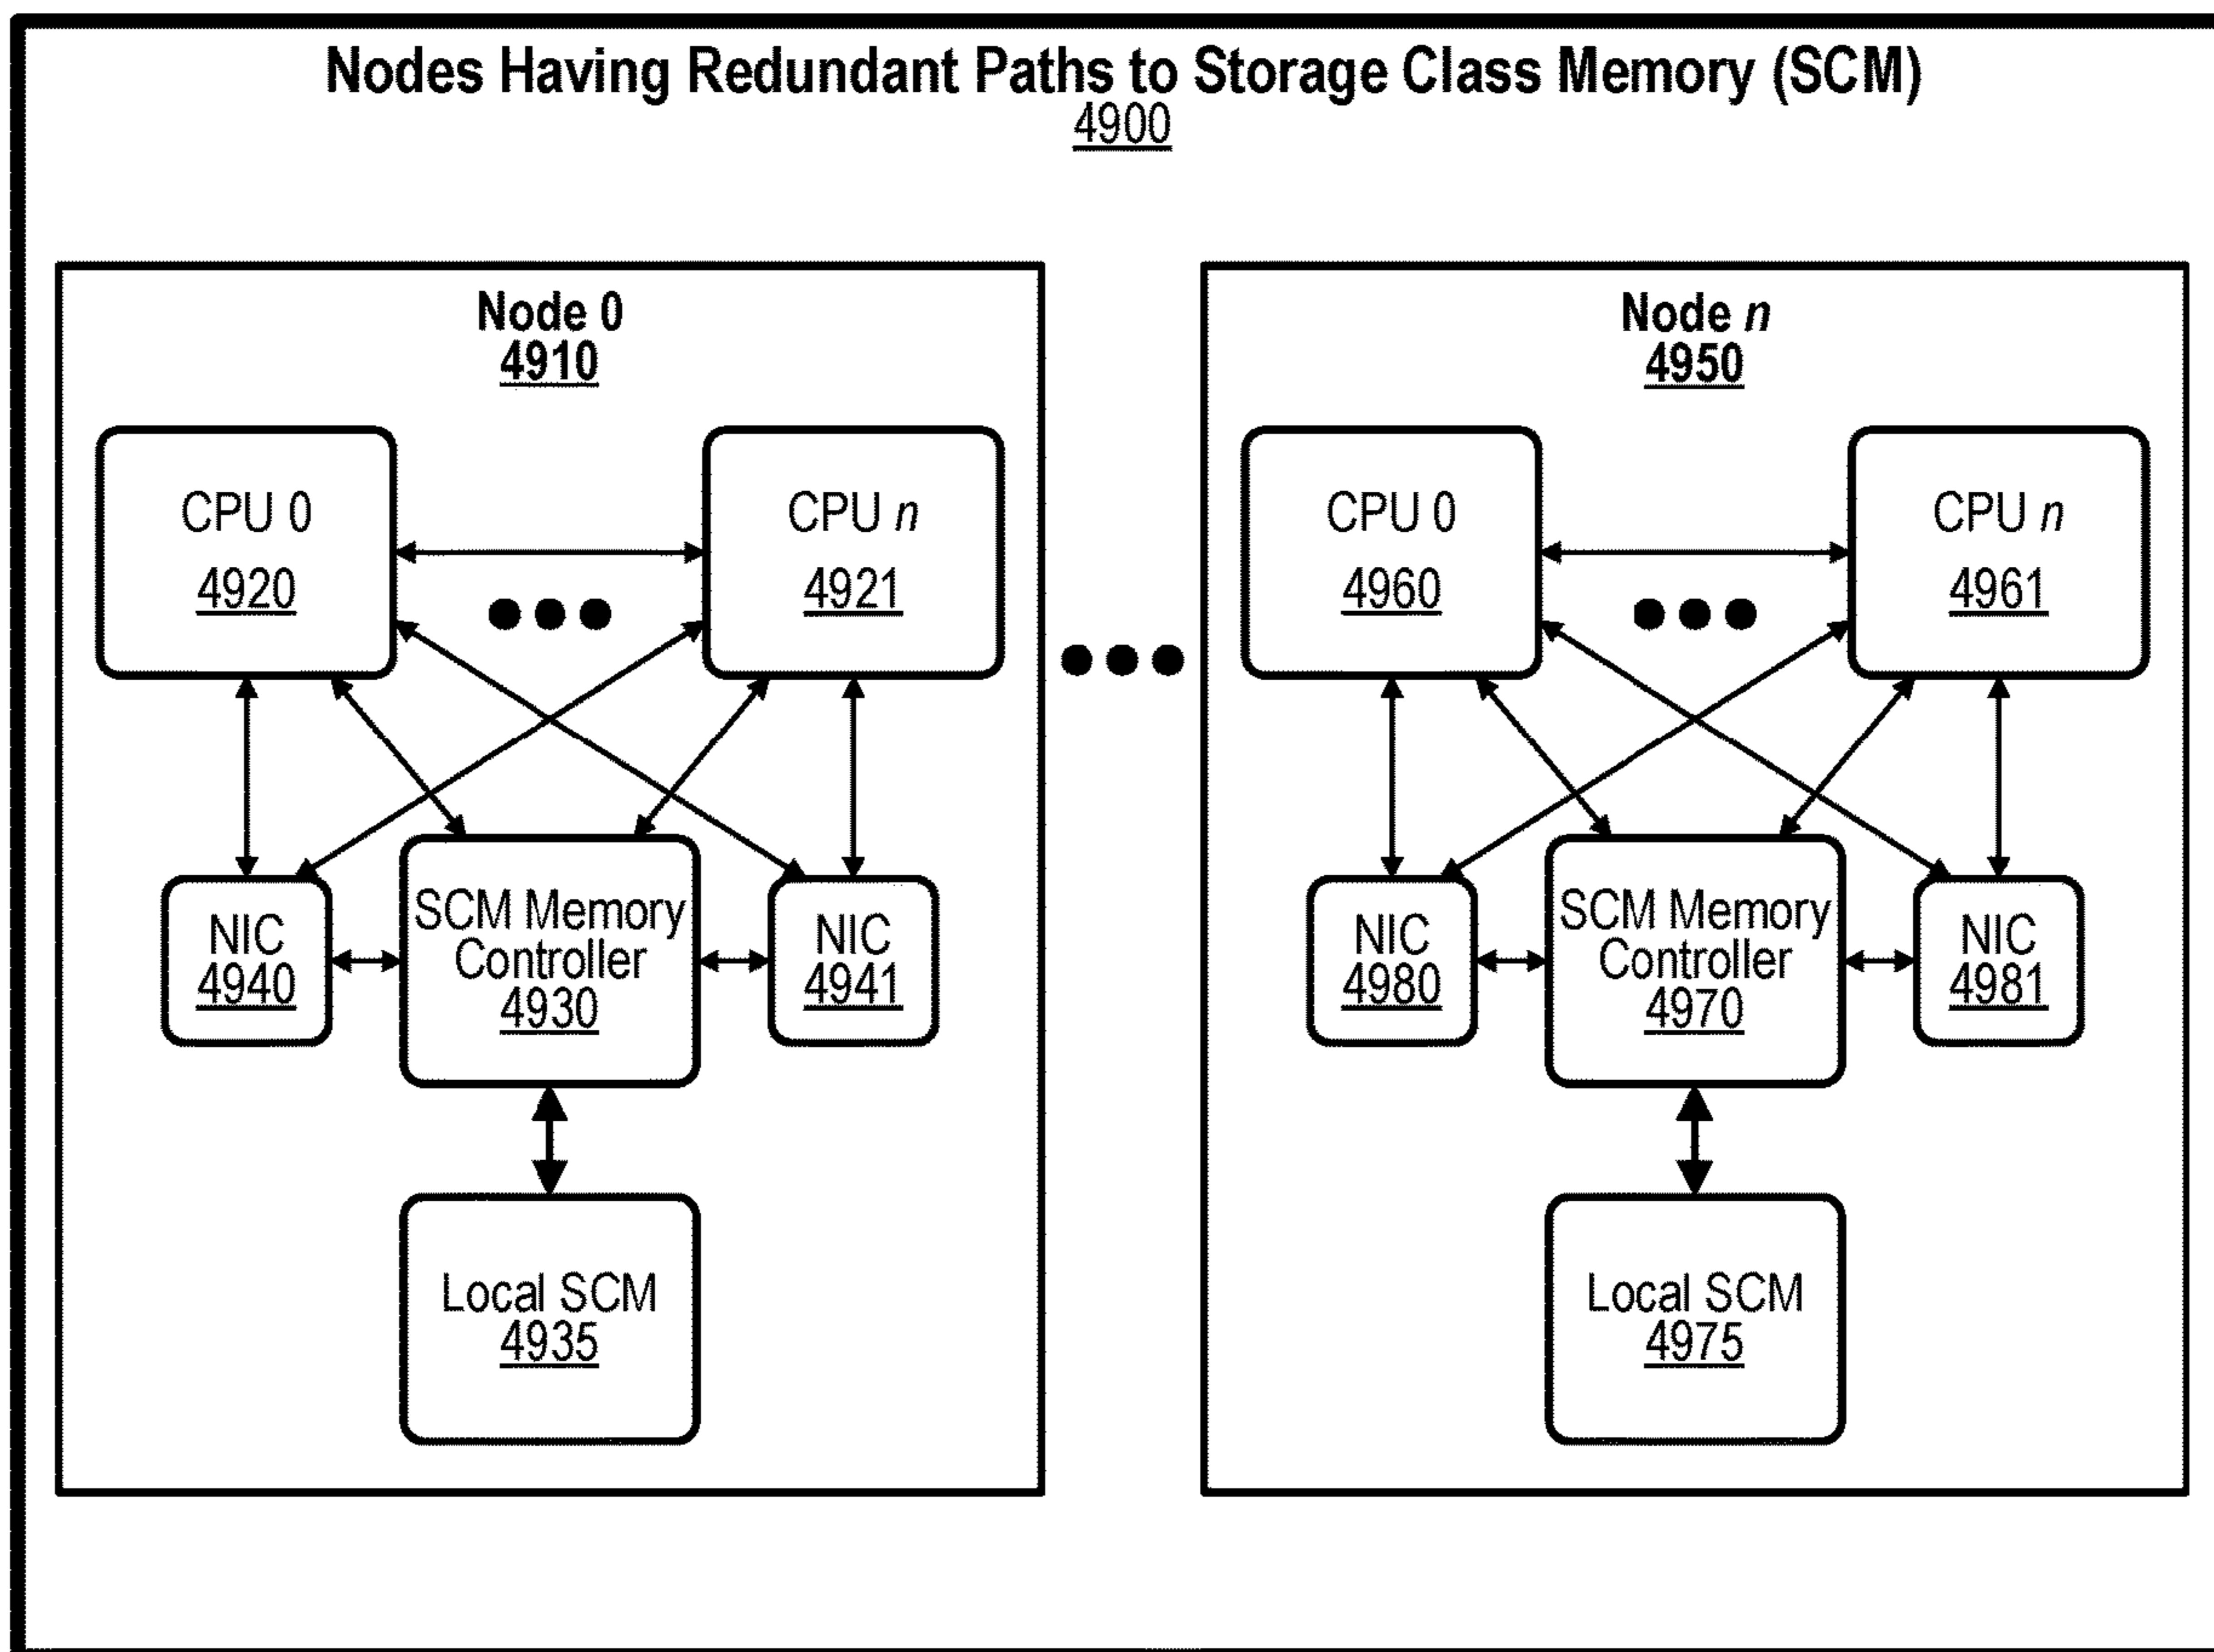 Nodes Having Redundant Paths to Storage Class Memory (SCM)
4900
Node 0
4910
CPU 0
4920
CPU n
4921
NIC
4940
SCM Memory
Controller
4930
NIC
4941
Local SCM
4935
Node n
4950
CPU 0
4960
CPU n
4961
NIC
4980
SCM Memory
Controller
4970
NIC
4981
Local SCM
4975